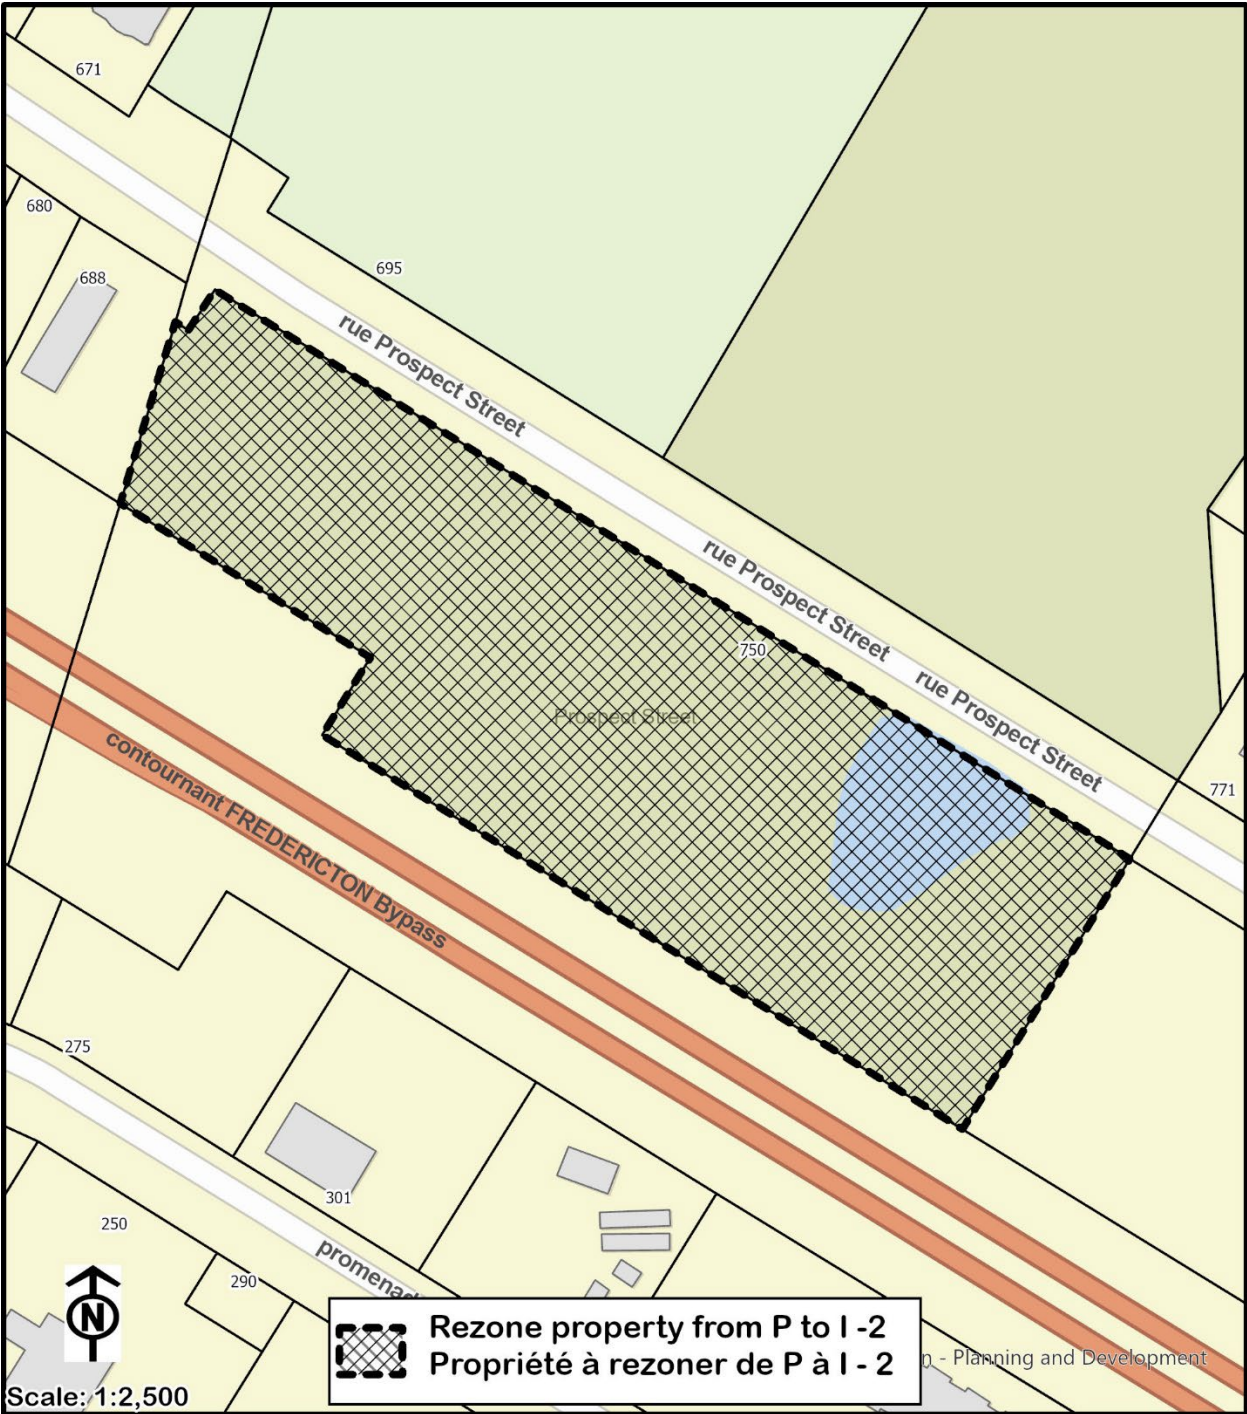 671
680
688
695
rue Prospect Street
rue Prospect Street
750
rue Prospect Street
Prospect Street
771
contournant FREDERICTON Bypass
275
301
250
290
N
Rezone property from P to I -2
Propriété à rezoner de P à I - 2
- Planning and Development
Scale: 1:2,500